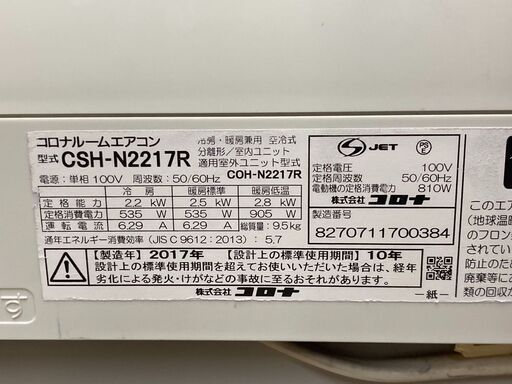 コロナルームエアコン
冷房・暖房兼用 空冷式
型式 CSH-N2217R
分離形／室内ユニット
適用室外ユニット型式
電源：単相 100V 周波数：50/60Hz
COH-N2217R
冷房 暖房標準 暖房低温
定格能力 2.2 kW 2.5 kW 2.8 kW
定格消費電力 535 W 535 W 905 W
運転電流 6.29 A 6.29 A 総質量：9.5kg
通年エネルギー消費効率（JIS C 9612：2013）：5.7
S JET
PS E
定格電圧 100V
定格周波数 50/60Hz
電動機の定格消費電力 810W
株式会社 コロナ
製造番号
8270711700384
【製造年】2017年 【設計上の標準使用期間】10年
設計上の標準使用期間を超えてお使いいただいた場合は、経年
劣化による発火・けがなどの事故に至るおそれがあります。
株式会社 コロナ
―紙―
このエア
（地球温暖
のフロン
されてい
防止のため
廃棄等に
類の回収が